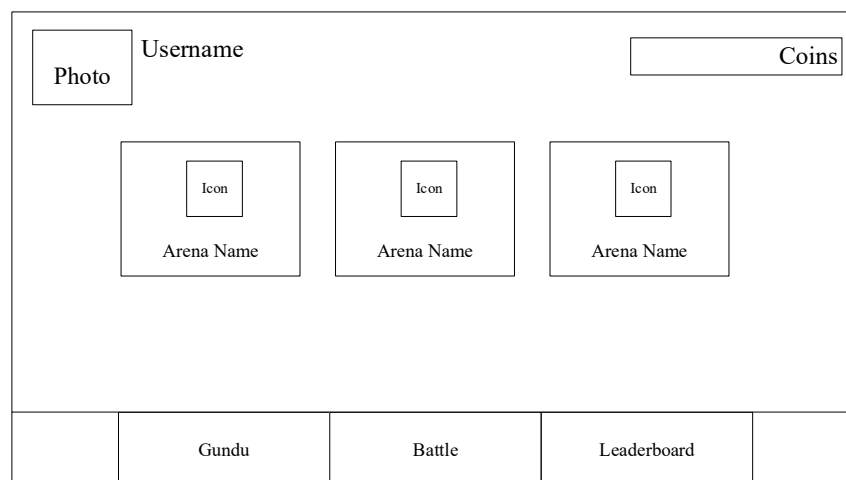 Username
Photo
Coins
Icon
Icon
Icon
Arena Name
Arena Name
Arena Name
Gundu
Battle
Leaderboard